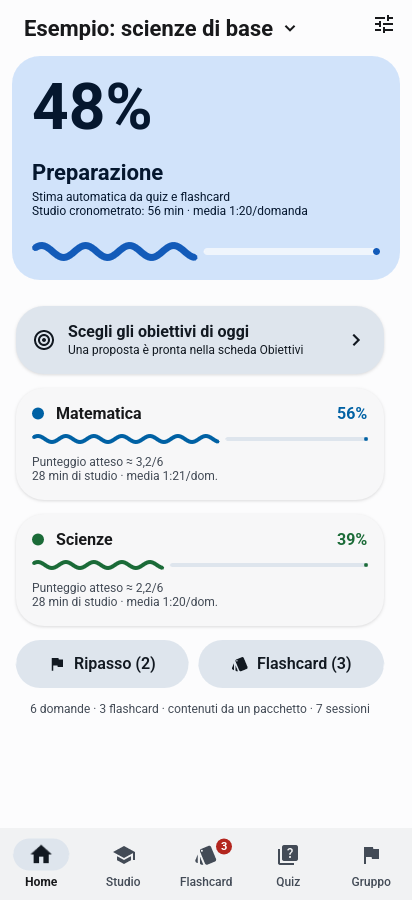 Esempio: scienze di base
48%
Preparazione
Stima automatica da quiz e flashcard
Studio cronometrato: 56 min · media 1:20/domanda
Scegli gli obiettivi di oggi
Una proposta è pronta nella scheda Obiettivi
Matematica 56%
Punteggio atteso ≈ 3,2/6
28 min di studio · media 1:21/dom.
Scienze 39%
Punteggio atteso ≈ 2,2/6
28 min di studio · media 1:20/dom.
Ripasso (2) Flashcard (3)
6 domande · 3 flashcard · contenuti da un pacchetto · 7 sessioni
3
Home Studio Flashcard Quiz Gruppo